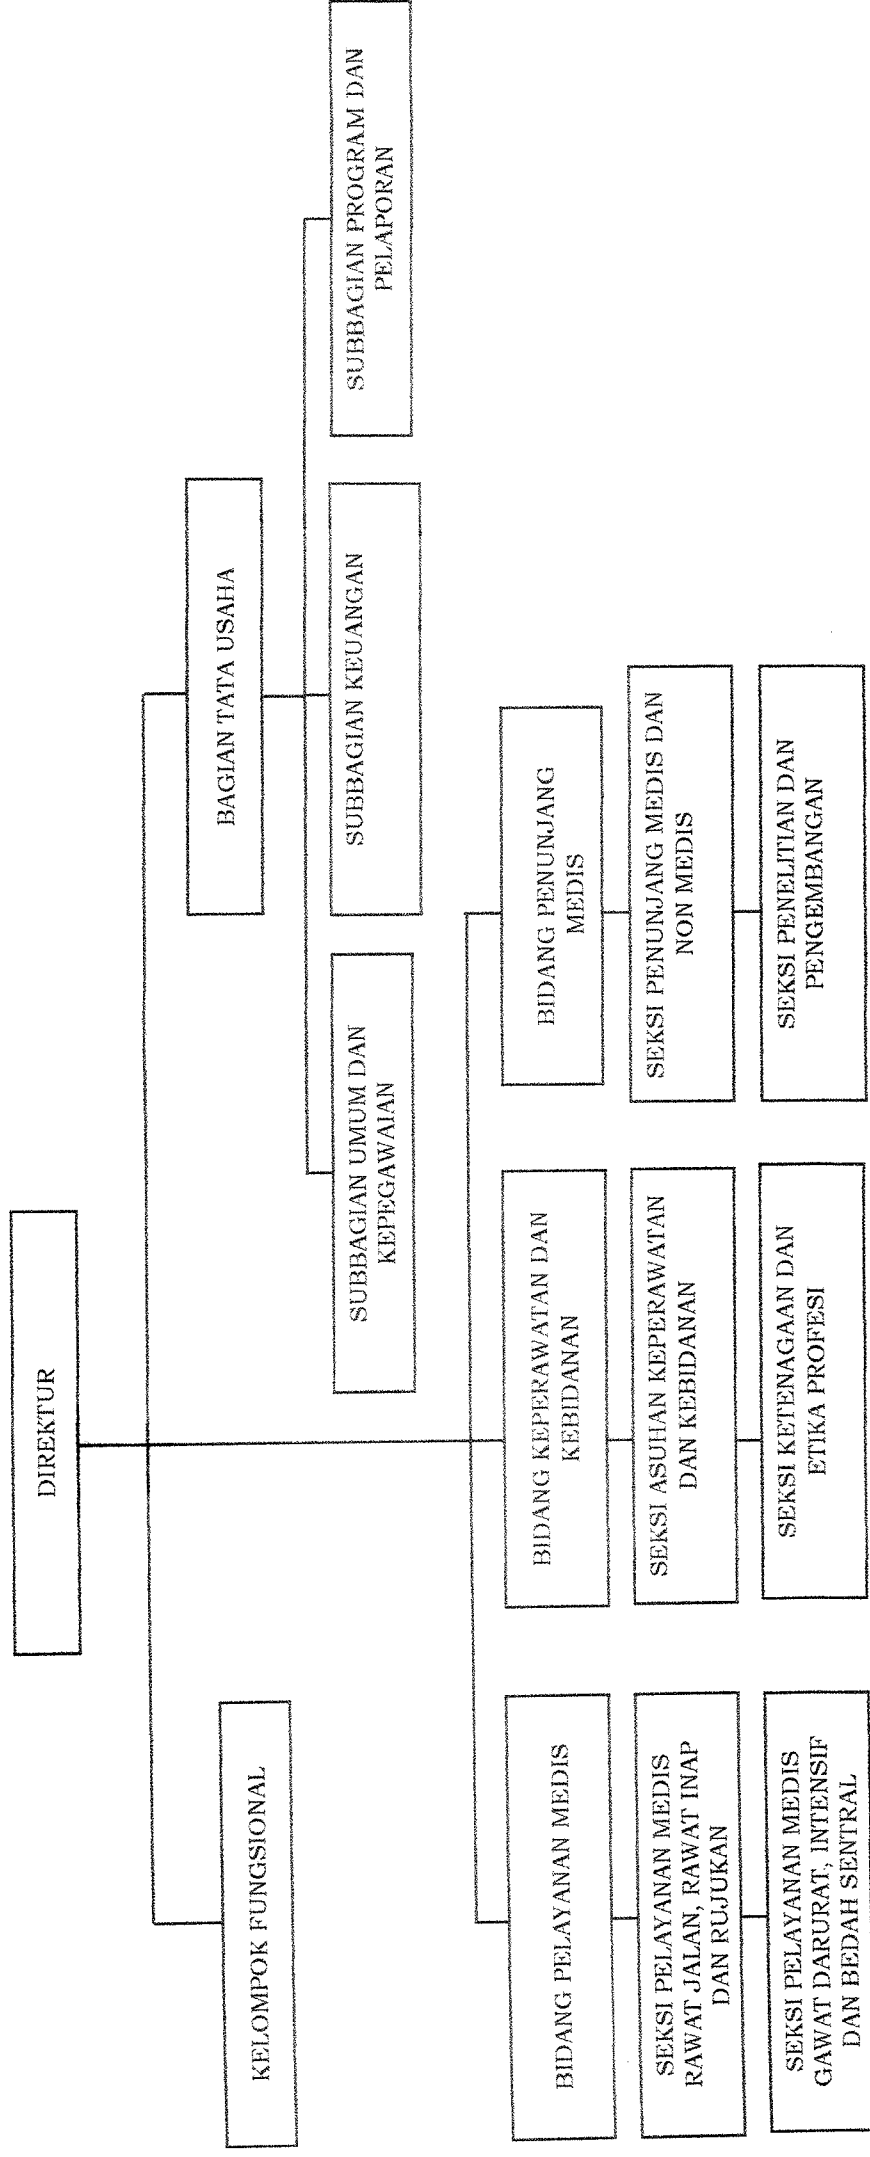 DIREKTUR
KELOMPOK FUNGSIONAL
BAGIAN TATA USAHA
SUBBAGIAN UMUM DAN
KEPEGAWAIAN
SUBBAGIAN KEUANGAN
SUBBAGIAN PROGRAM DAN
PELAPORAN
BIDANG PELAYANAN MEDIS
BIDANG KEPERAWATAN DAN
KEBIDANAN
BIDANG PENUNJANG
MEDIS
SEKSI PELAYANAN MEDIS
RAWAT JALAN, RAWAT INAP
DAN RUJUKAN
SEKSI ASUHAN KEPERAWATAN
DAN KEBIDANAN
SEKSI PENUNJANG MEDIS DAN
NON MEDIS
SEKSI PELAYANAN MEDIS
GAWAT DARURAT, INTENSIF
DAN BEDAH SENTRAL
SEKSI KETENAGAAN DAN
ETIKA PROFESI
SEKSI PENELITIAN DAN
PENGEMBANGAN